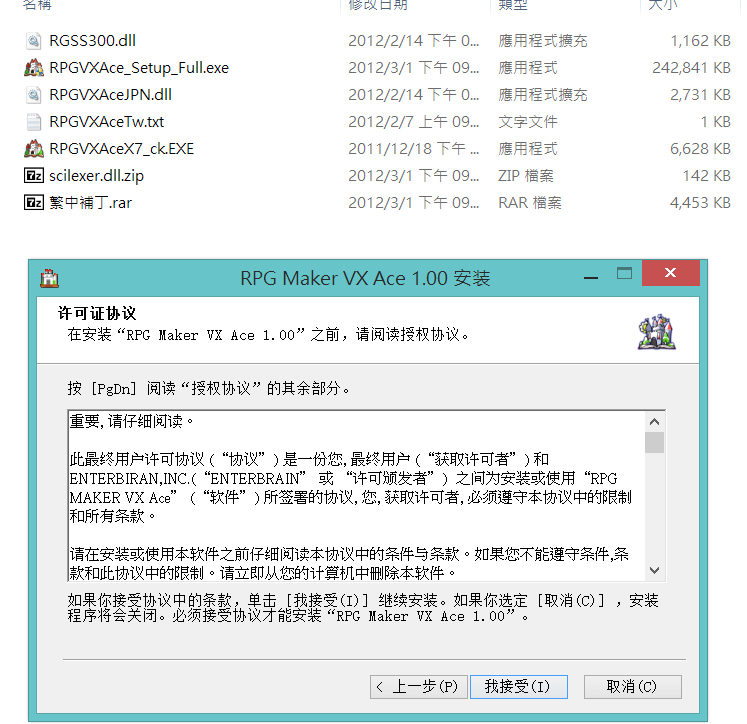 名稱 修改日期 類型 大小
RGSS300.dll 2012/2/14 下午 0... 應用程式擴充 1,162 KB
RPGVXAce_Setup_Full.exe 2012/3/1 下午 09... 應用程式 242,841 KB
RPGVXAceJPN.dll 2012/2/14 下午 0... 應用程式擴充 2,731 KB
RPGVXAceTw.txt 2012/2/7 上午 09... 文字文件 1 KB
RPGVXAceX7_ck.EXE 2011/12/18 下午 ... 應用程式 6,628 KB
scilexer.dll.zip 2012/3/1 下午 09... ZIP 檔案 142 KB
繁中補丁.rar 2012/3/1 下午 09... RAR 檔案 4,453 KB
RPG Maker VX Ace 1.00 安装
许可证协议
在安装“RPG Maker VX Ace 1.00”之前，请阅读授权协议。
按 [PgDn] 阅读“授权协议”的其余部分。
重要,请仔细阅读。
此最终用户许可协议 (“协议”) 是一份您,最终用户 (“获取许可者”) 和
ENTERBIRAN,INC.(“ENTERBRAIN” 或 “许可颁发者”) 之间为安装或使用“RPG
MAKER VX Ace” (“软件”) 所签署的协议,您,获取许可者,必须遵守本协议中的限制
和所有条款。
请在安装或使用本软件之前仔细阅读本协议中的条件与条款。如果您不能遵守条件,条
款和此协议中的限制。请立即从您的计算机中删除本软件。
如果你接受协议中的条款，单击 [我接受(I)] 继续安装。如果你选定 [取消(C)] ，安装
程序将会关闭。必须接受协议才能安装“RPG Maker VX Ace 1.00”。
< 上一步(P) 我接受(I) 取消(C)